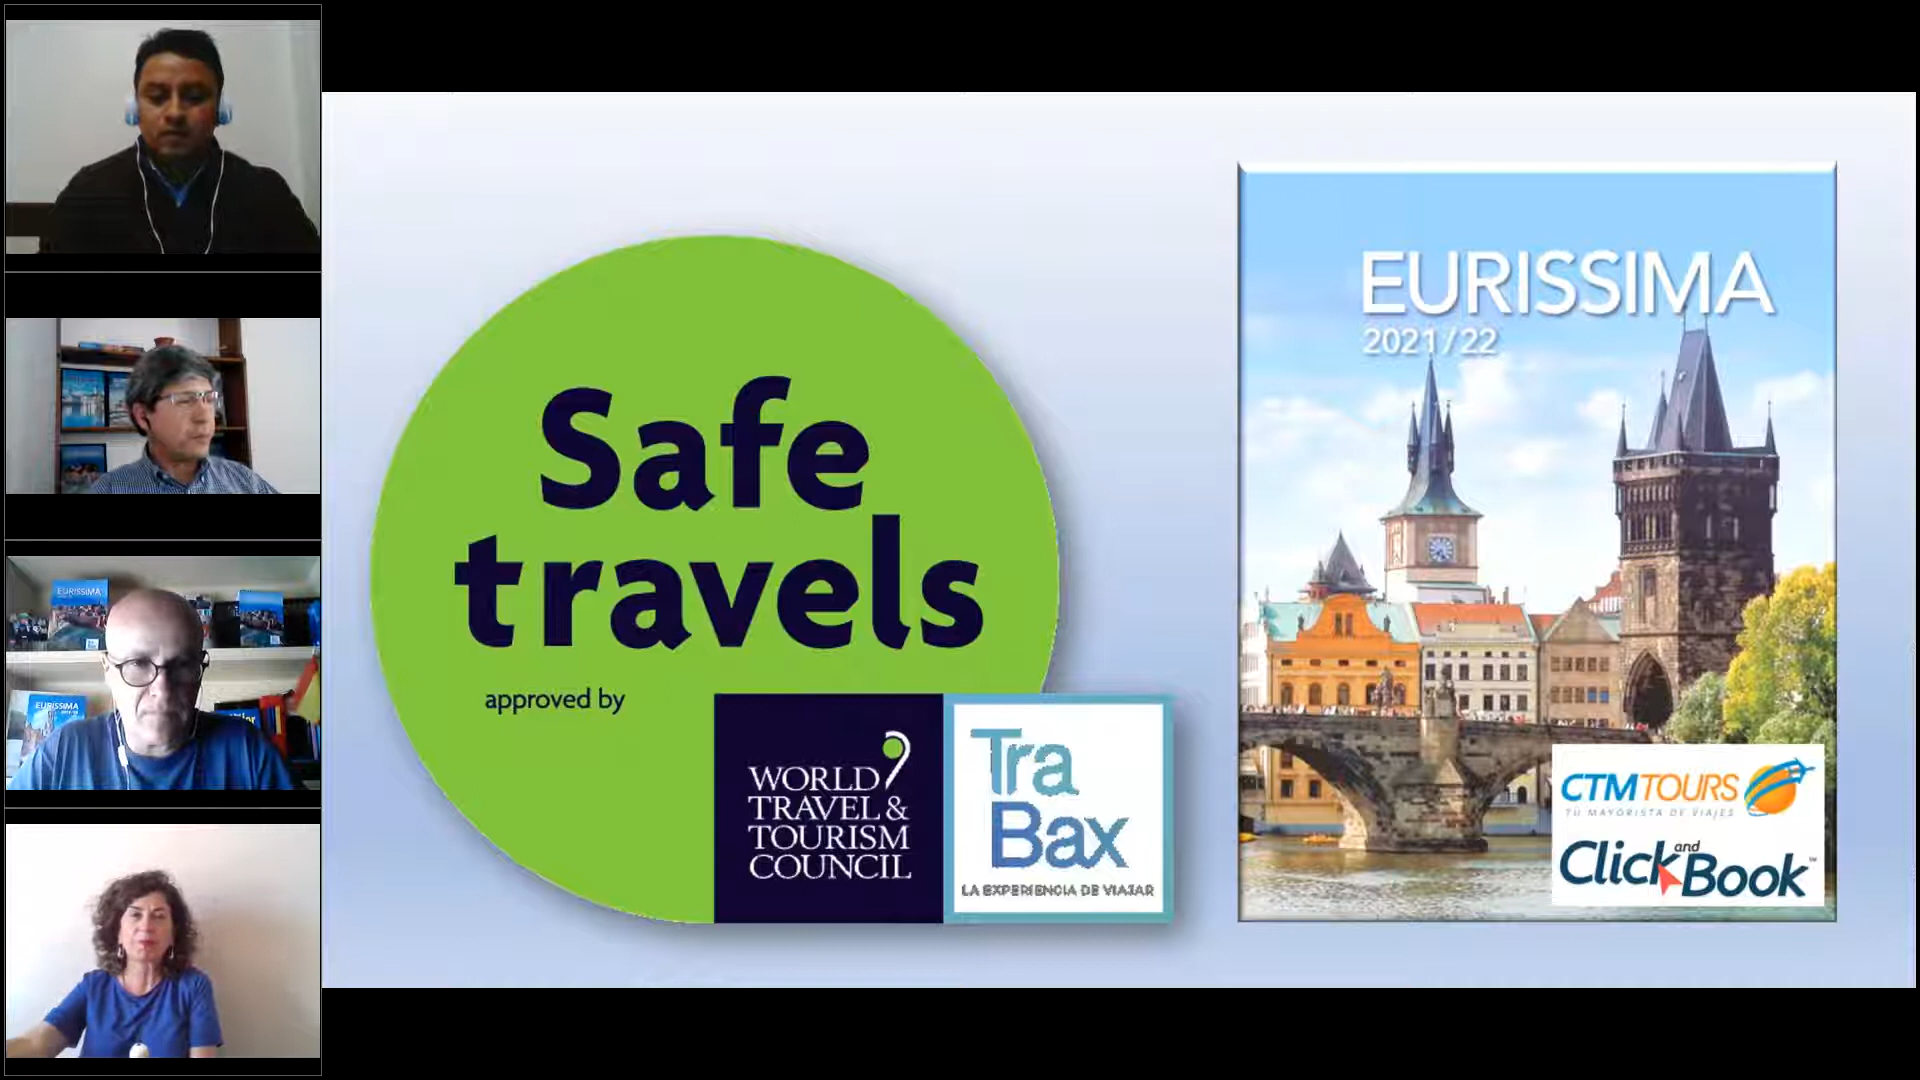 Safe
travels
approved by
WORLD
TRAVEL &
TOURISM
COUNCIL
Tra
Bax
LA EXPERIENCIA DE VIAJAR
EURISSIMA
2021/22
CTMTOURS
TU MAYORISTA DE VIAJES
Click and Book
EURISSIMA
EURISSIMA